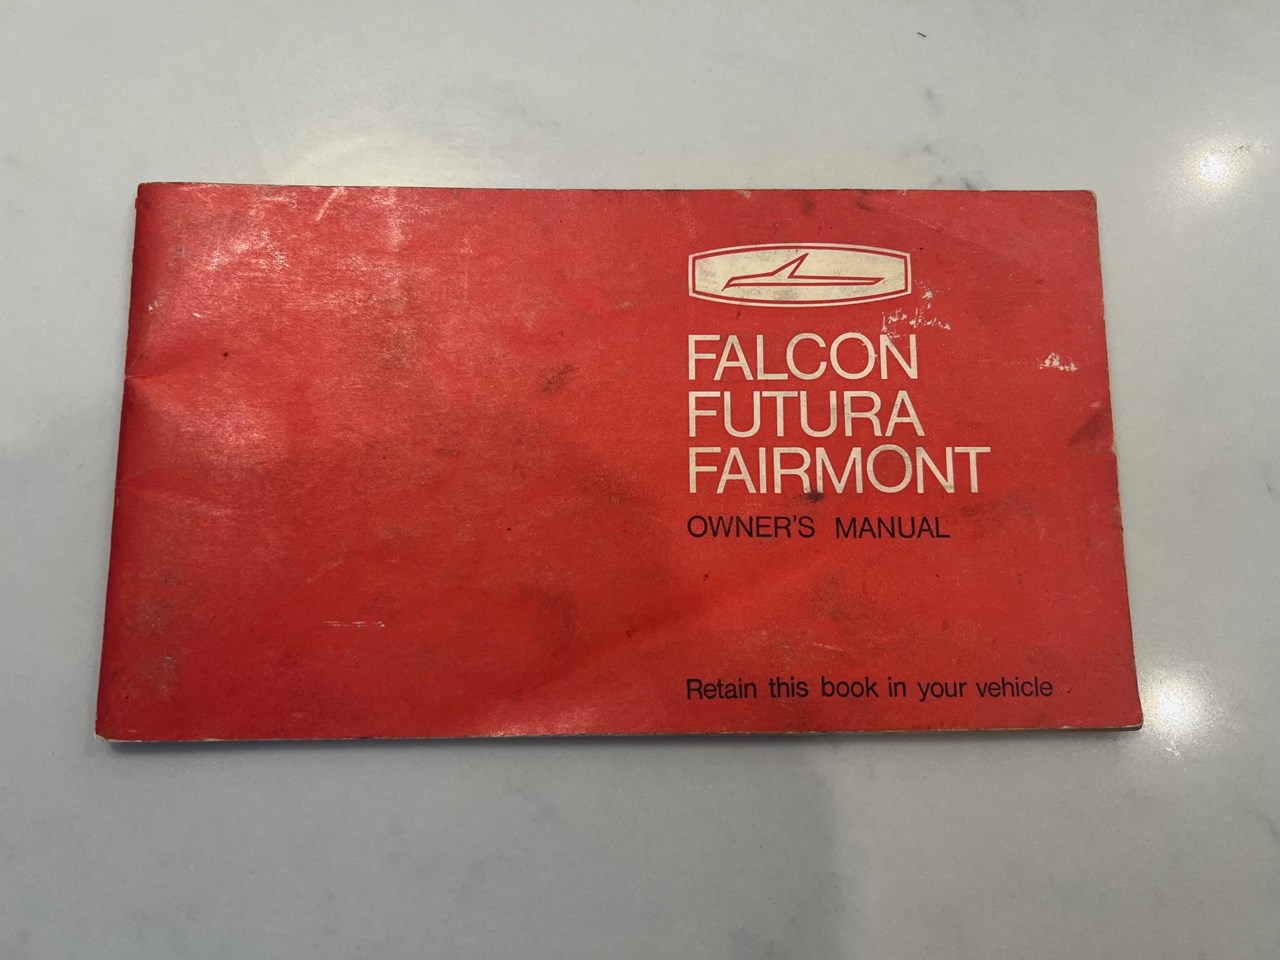 FALCON
FUTURA
FAIRMONT
OWNER'S MANUAL
Retain this book in your vehicle